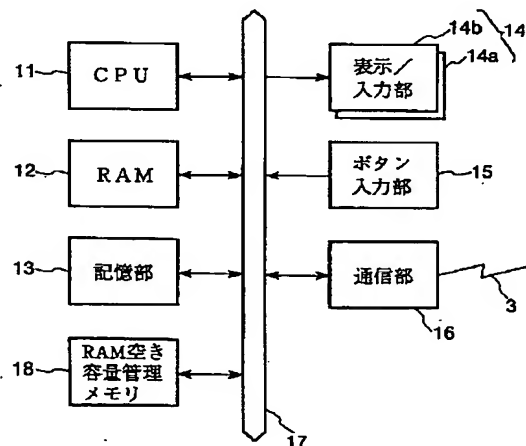 14b
14
14a
11
CPU
表示／
入力部
12
RAM
ボタン
入力部
15
13
記憶部
通信部
3
16
18
RAM空き
容量管理
メモリ
17